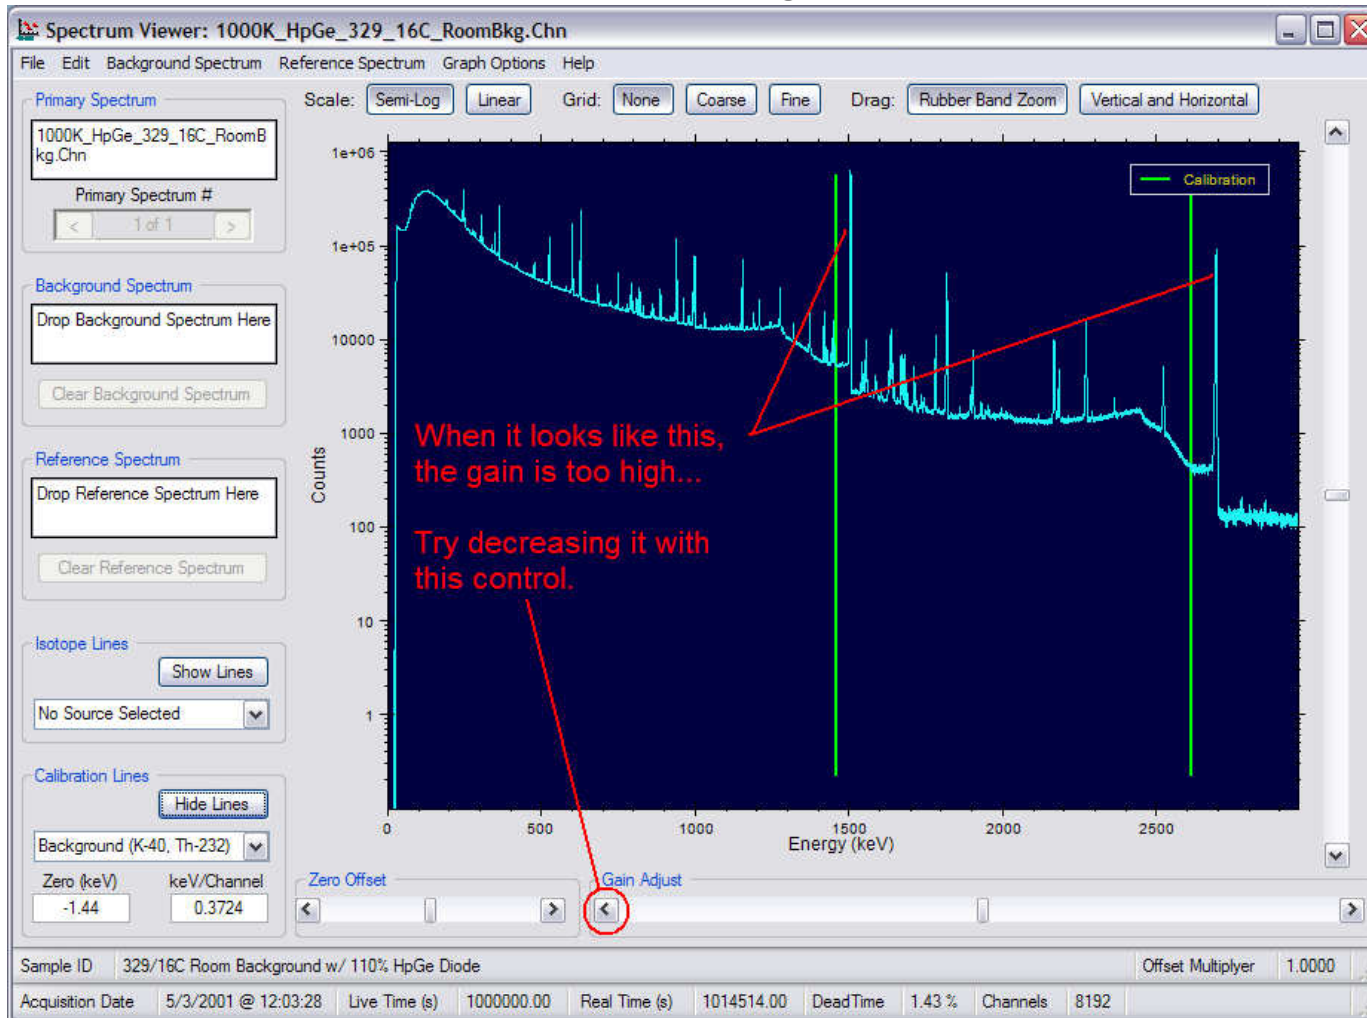 Spectrum Viewer: 1000K_HpGe_329_16C_RoomBkg.Chn
File Edit Background Spectrum Reference Spectrum Graph Options Help
Primary Spectrum
1000K_HpGe_329_16C_RoomB
kg.Chn
Primary Spectrum #
< 1 of 1 >
Background Spectrum
Drop Background Spectrum Here
Clear Background Spectrum
Reference Spectrum
Drop Reference Spectrum Here
Clear Reference Spectrum
Isotope Lines
Show Lines
No Source Selected
Calibration Lines
Hide Lines
Background (K-40, Th-232)
Zero (keV) keV/Channel
-1.44 0.3724
Scale: Semi-Log Linear Grid: None Coarse Fine Drag: Rubber Band Zoom Vertical and Horizontal
Calibration
1e+06
1e+05
10000
1000
100
10
1
Counts
When it looks like this,
the gain is too high...
Try decreasing it with
this control.
0 500 1000 1500 2000 2500
Energy (keV)
Zero Offset
Gain Adjust
Sample ID 329/16C Room Background w/ 110% HpGe Diode Offset Multiplyer 1.0000
Acquisition Date 5/3/2001 @ 12:03:28 Live Time (s) 1000000.00 Real Time (s) 1014514.00 DeadTime 1.43 % Channels 8192